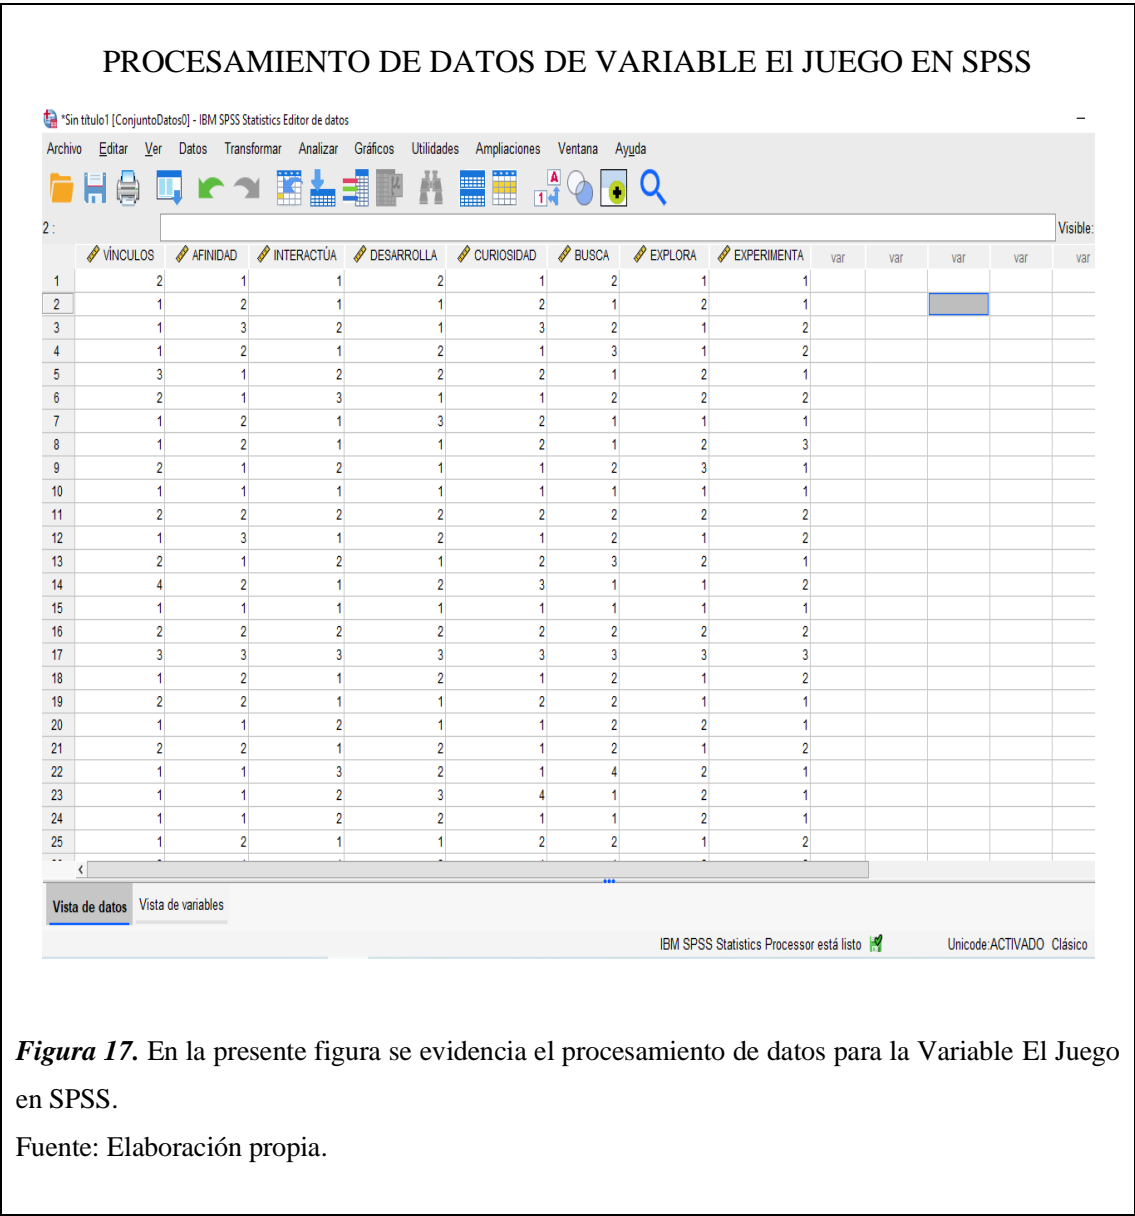 PROCESAMIENTO DE DATOS DE VARIABLE El JUEGO EN SPSS
*Sin título1 [ConjuntoDatos0] - IBM SPSS Statistics Editor de datos
Archivo Editar Ver Datos Transformar Analizar Gráficos Utilidades Ampliaciones Ventana Ayuda
2 : Visible:
VÍNCULOS AFINIDAD INTERACTÚA DESARROLLA CURIOSIDAD BUSCA EXPLORA EXPERIMENTA var var var var var
1 2 1 1 2 1 2 1 1
2 1 2 1 1 2 1 2 1
3 1 3 2 1 3 2 1 2
4 1 2 1 2 1 3 1 2
5 3 1 2 2 2 1 2 1
6 2 1 3 1 1 2 2 2
7 1 2 1 3 2 1 1 1
8 1 2 1 1 2 1 2 3
9 2 1 2 1 1 2 3 1
10 1 1 1 1 1 1 1 1
11 2 2 2 2 2 2 2 2
12 1 3 1 2 1 2 1 2
13 2 1 2 1 2 3 2 1
14 4 2 1 2 3 1 1 2
15 1 1 1 1 1 1 1 1
16 2 2 2 2 2 2 2 2
17 3 3 3 3 3 3 3 3
18 1 2 1 2 1 2 1 2
19 2 2 1 1 2 2 1 1
20 1 1 2 1 1 2 2 1
21 2 2 1 2 1 2 1 2
22 1 1 3 2 1 4 2 1
23 1 1 2 3 4 1 2 1
24 1 1 2 2 1 1 2 1
25 1 2 1 1 2 2 1 2
Vista de datos Vista de variables
IBM SPSS Statistics Processor está listo Unicode:ACTIVADO Clásico
Figura 17. En la presente figura se evidencia el procesamiento de datos para la Variable El Juego
en SPSS.
Fuente: Elaboración propia.